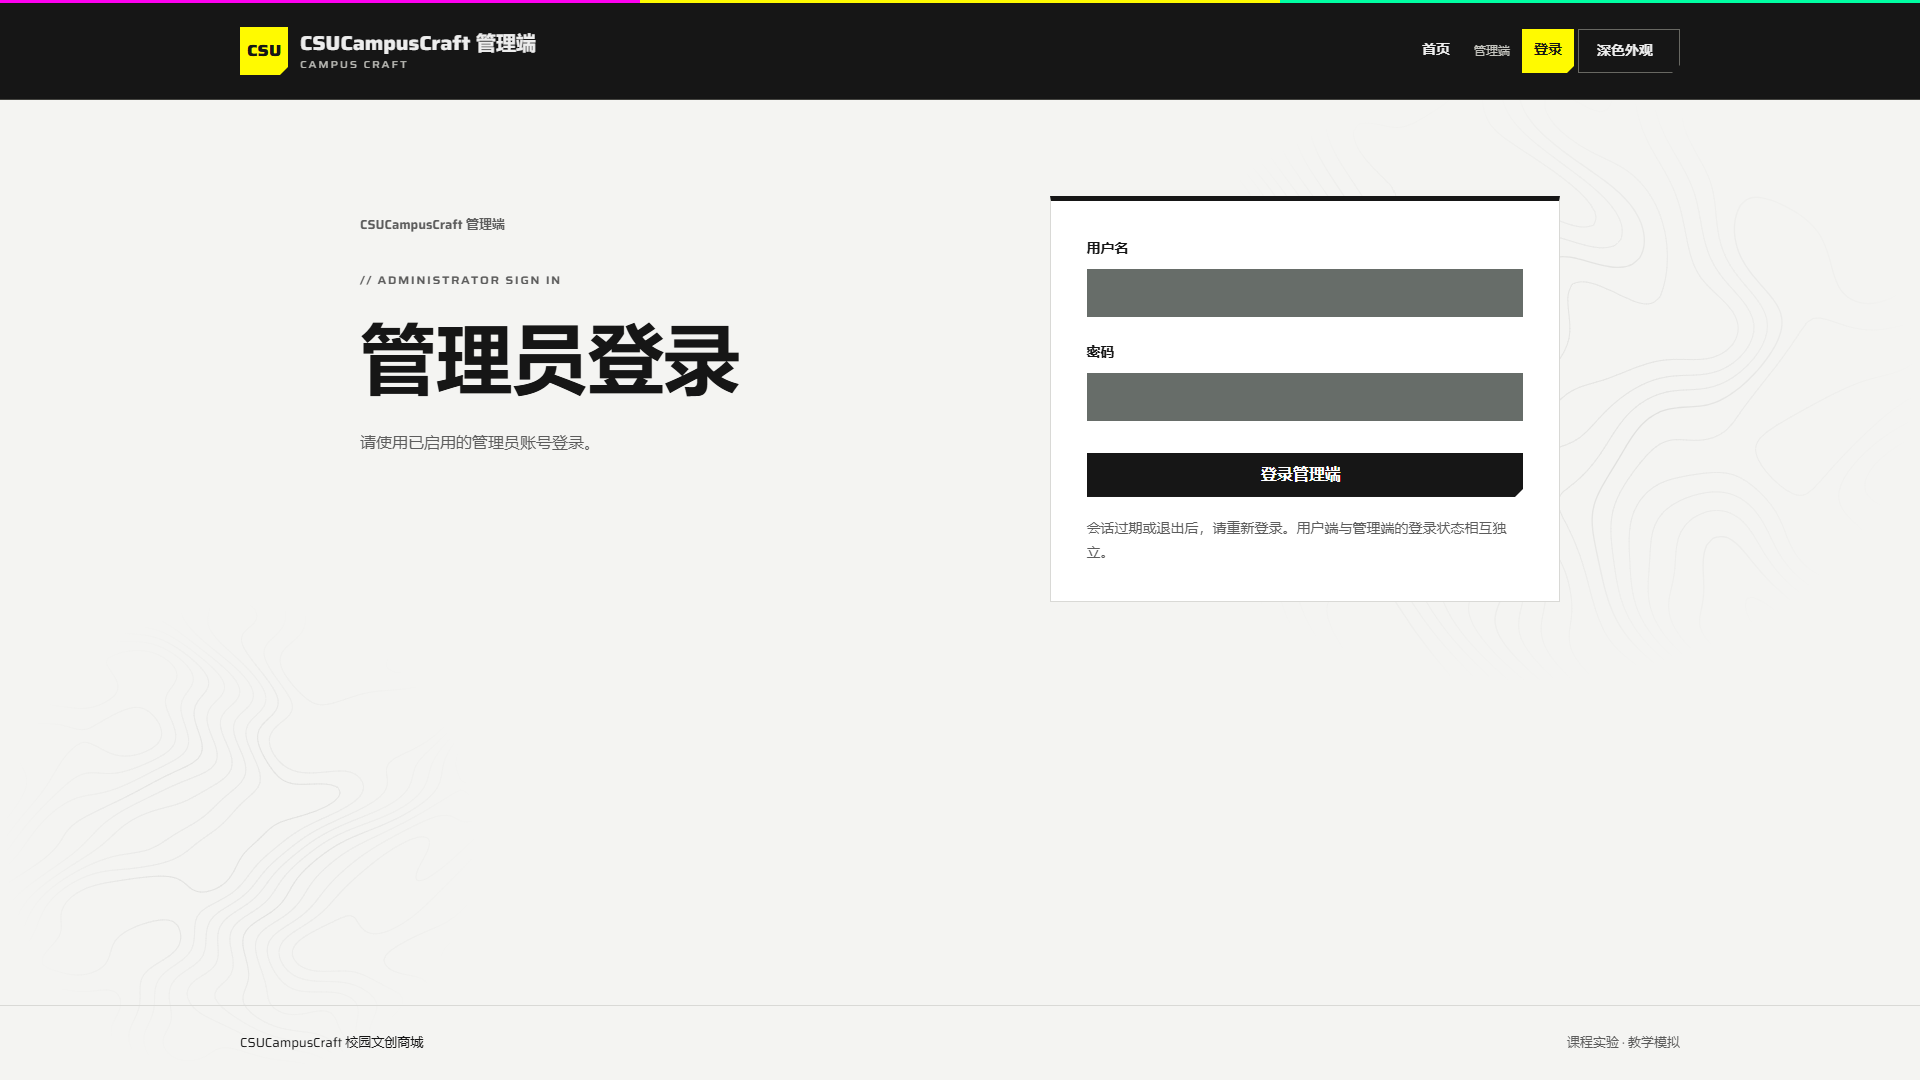 CSU
CSUCampusCraft 管理端
CAMPUS CRAFT
首页
管理端
登录
深色外观
CSUCampusCraft 管理端
// ADMINISTRATOR SIGN IN
管理员登录
请使用已启用的管理员账号登录。
用户名
密码
登录管理端
会话过期或退出后，请重新登录。用户端与管理端的登录状态相互独
立。
CSUCampusCraft 校园文创商城
课程实验 · 教学模拟